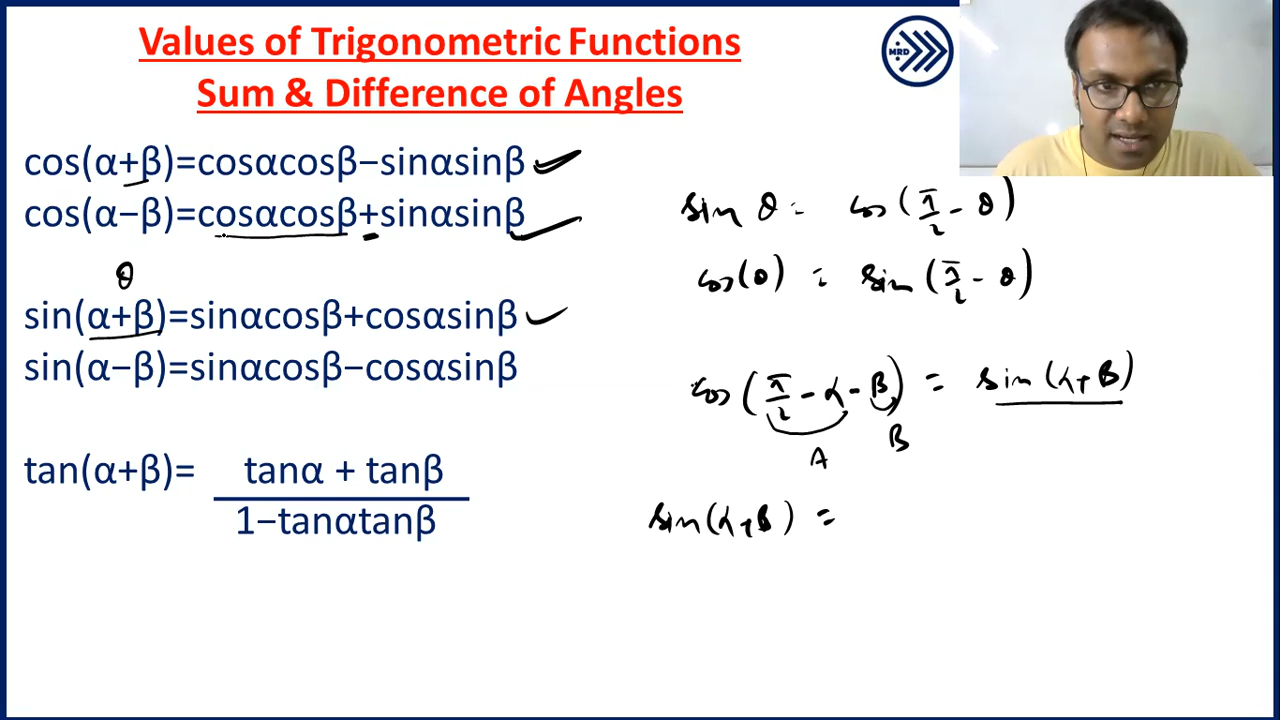 Values of Trigonometric Functions
Sum & Difference of Angles
MRD
cos(α+β)=cosαcosβ−sinαsinβ
cos(α−β)=cosαcosβ+sinαsinβ
θ
sin(α+β)=sinαcosβ+cosαsinβ
sin(α−β)=sinαcosβ−cosαsinβ
tan(α+β)= tanα + tanβ
1−tanαtanβ
sin θ = cos(π/2 - θ)
cos(θ) = sin(π/2 - θ)
cos(π/2 - α - β) = sin(α+β)
A B
sin(α+β) =